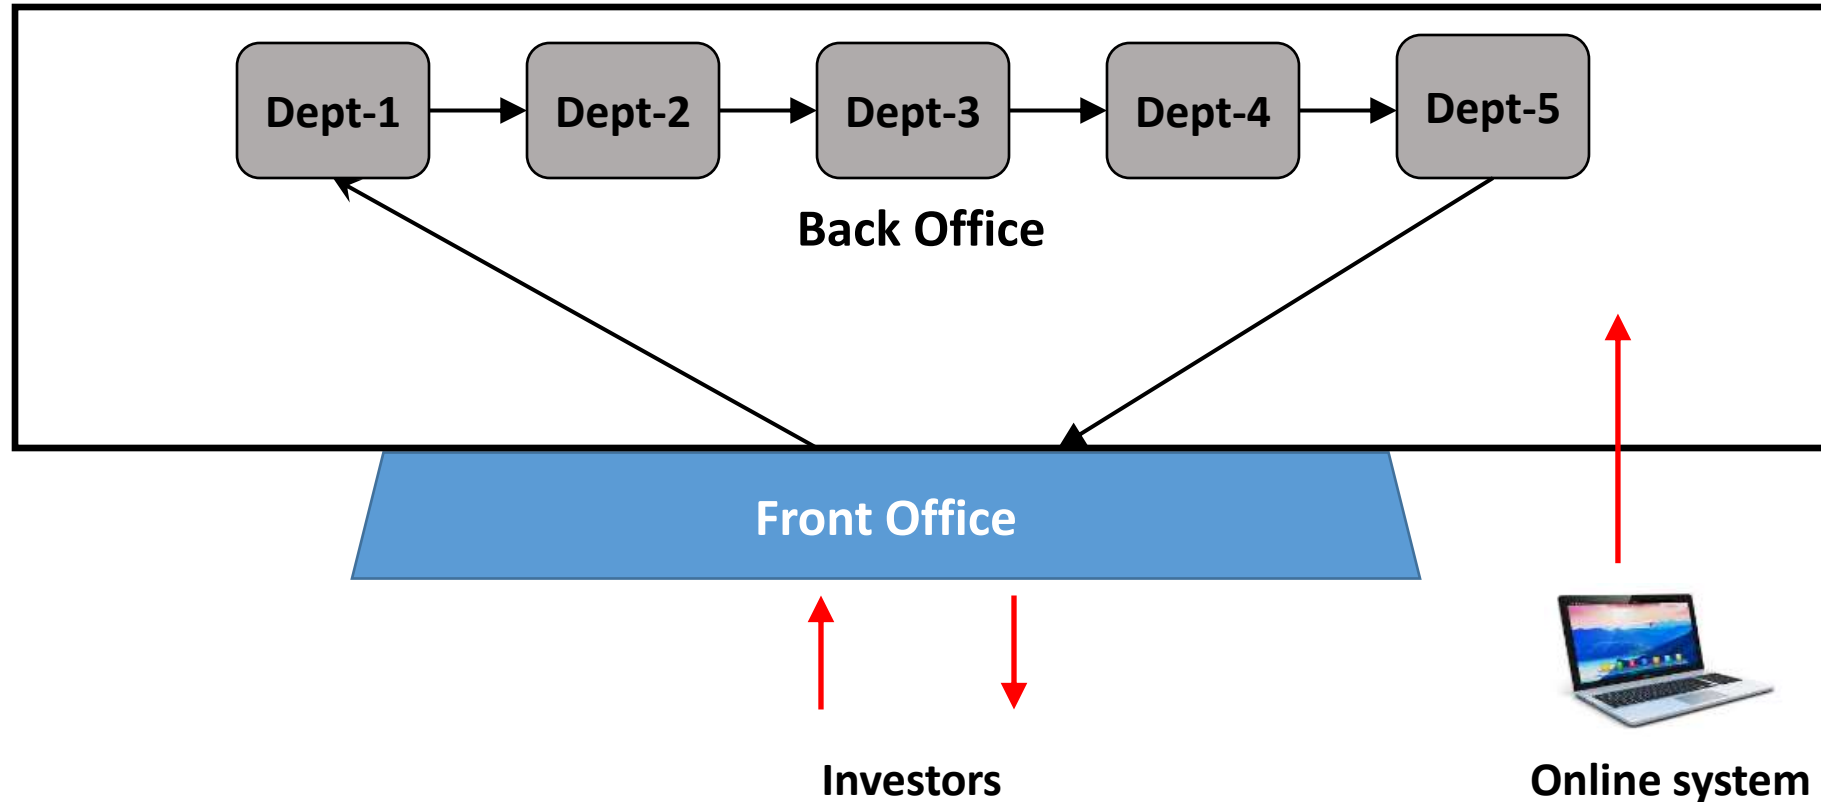 Dept-1
Dept-2
Dept-3
Dept-4
Dept-5
Back Office
Front Office
Investors
Online system